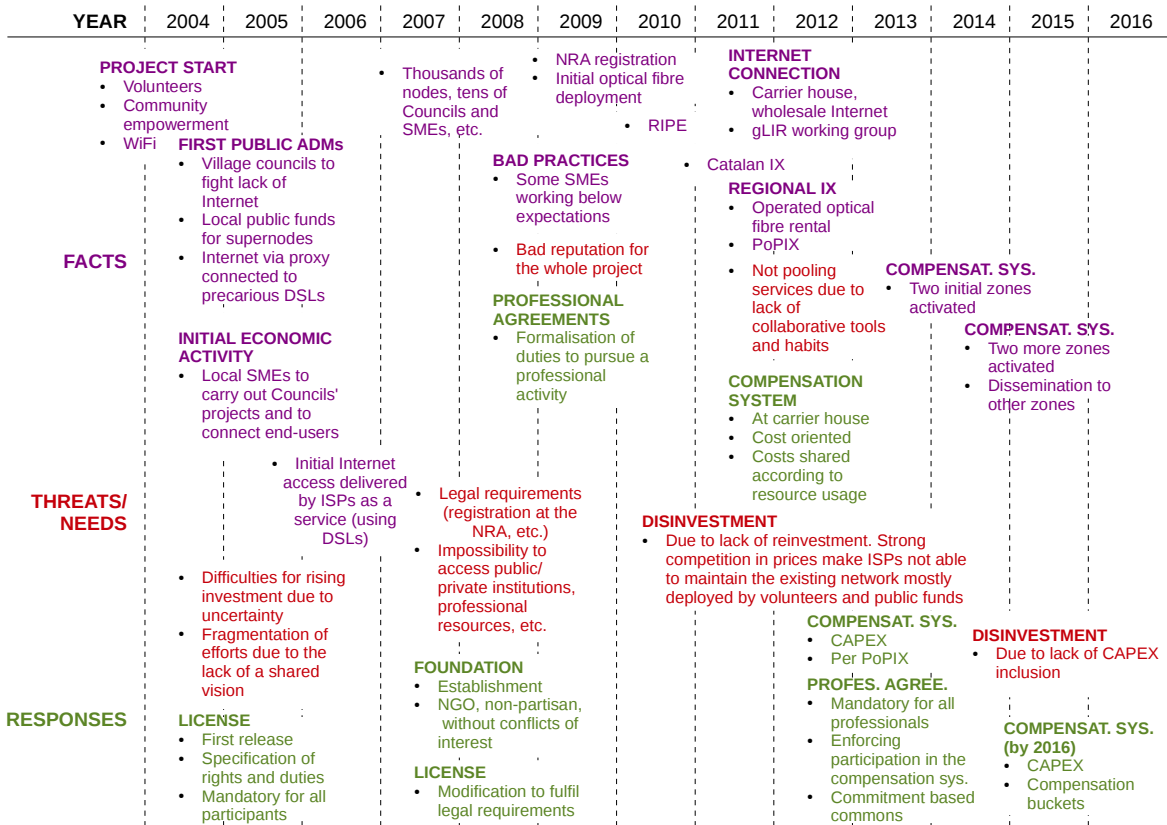 YEAR 2004 2005 2006 2007 2008 2009 2010 2011 2012 2013 2014 2015 2016
FACTS
THREATS/
NEEDS
RESPONSES
PROJECT START
• Volunteers
• Community
empowerment
• WiFi
FIRST PUBLIC ADMs
• Village councils to
fight lack of
Internet
• Local public funds
for supernodes
• Internet via proxy
connected to
precarious DSLs
INITIAL ECONOMIC
ACTIVITY
• Local SMEs to
carry out Councils'
projects and to
connect end-users
• Initial Internet
access delivered
by ISPs as a
service (using
DSLs)
• Difficulties for rising
investment due to
uncertainty
• Fragmentation of
efforts due to the
lack of a shared
vision
LICENSE
• First release
• Specification of
rights and duties
• Mandatory for all
participants
• Thousands of
nodes, tens of
Councils and
SMEs, etc.
• Legal requirements
(registration at the
NRA, etc.)
• Impossibility to
access public/
private institutions,
professional
resources, etc.
FOUNDATION
• Establishment
• NGO, non-partisan,
without conflicts of
interest
LICENSE
• Modification to fulfil
legal requirements
BAD PRACTICES
• Some SMEs
working below
expectations
• Bad reputation for
the whole project
PROFESSIONAL
AGREEMENTS
• Formalisation of
duties to pursue a
professional
activity
• NRA registration
• Initial optical fibre
deployment
• RIPE
• Catalan IX
DISINVESTMENT
• Due to lack of reinvestment. Strong
competition in prices make ISPs not able
to maintain the existing network mostly
deployed by volunteers and public funds
INTERNET
CONNECTION
• Carrier house,
wholesale Internet
• gLIR working group
REGIONAL IX
• Operated optical
fibre rental
• PoPIX
• Not pooling
services due to
lack of
collaborative tools
and habits
COMPENSATION
SYSTEM
• At carrier house
• Cost oriented
• Costs shared
according to
resource usage
COMPENSAT. SYS.
• CAPEX
• Per PoPIX
PROFES. AGREE.
• Mandatory for all
professionals
• Enforcing
participation in the
compensation sys.
• Commitment based
commons
COMPENSAT. SYS.
• Two initial zones
activated
COMPENSAT. SYS.
• Two more zones
activated
• Dissemination to
other zones
DISINVESTMENT
• Due to lack of CAPEX
inclusion
COMPENSAT. SYS.
(by 2016)
• CAPEX
• Compensation
buckets